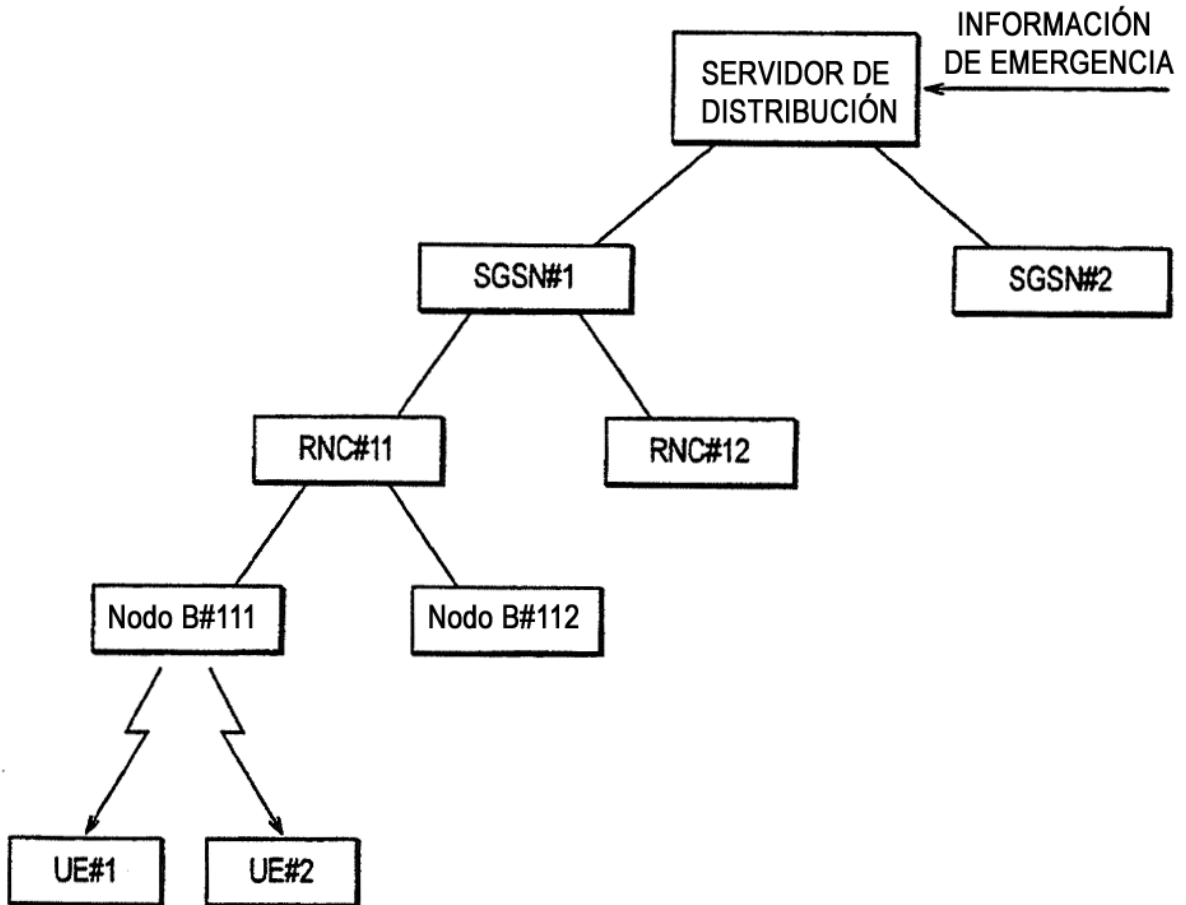 INFORMACIÓN
DE EMERGENCIA
SERVIDOR DE
DISTRIBUCIÓN
SGSN#1
SGSN#2
RNC#11
RNC#12
Nodo B#111
Nodo B#112
UE#1
UE#2